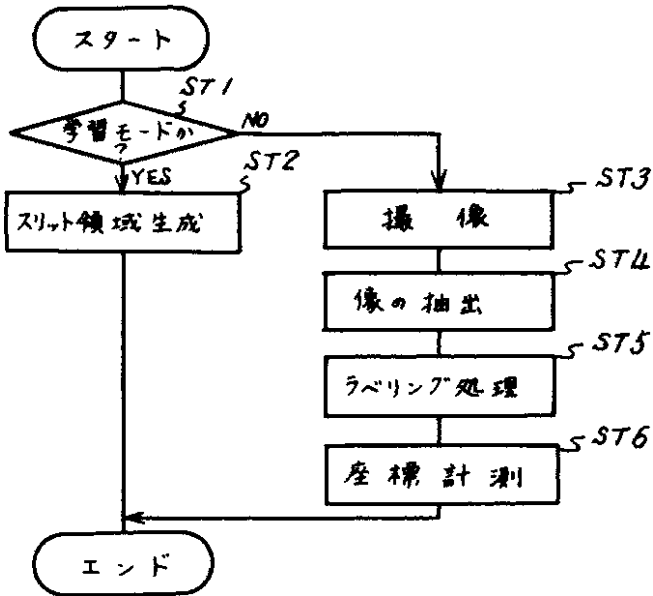 スタート
ST1
学習モードか
?
NO
YES
ST2
スリット領域生成
ST3
撮 像
ST4
像の抽出
ST5
ラベリング処理
ST6
座標計測
エンド